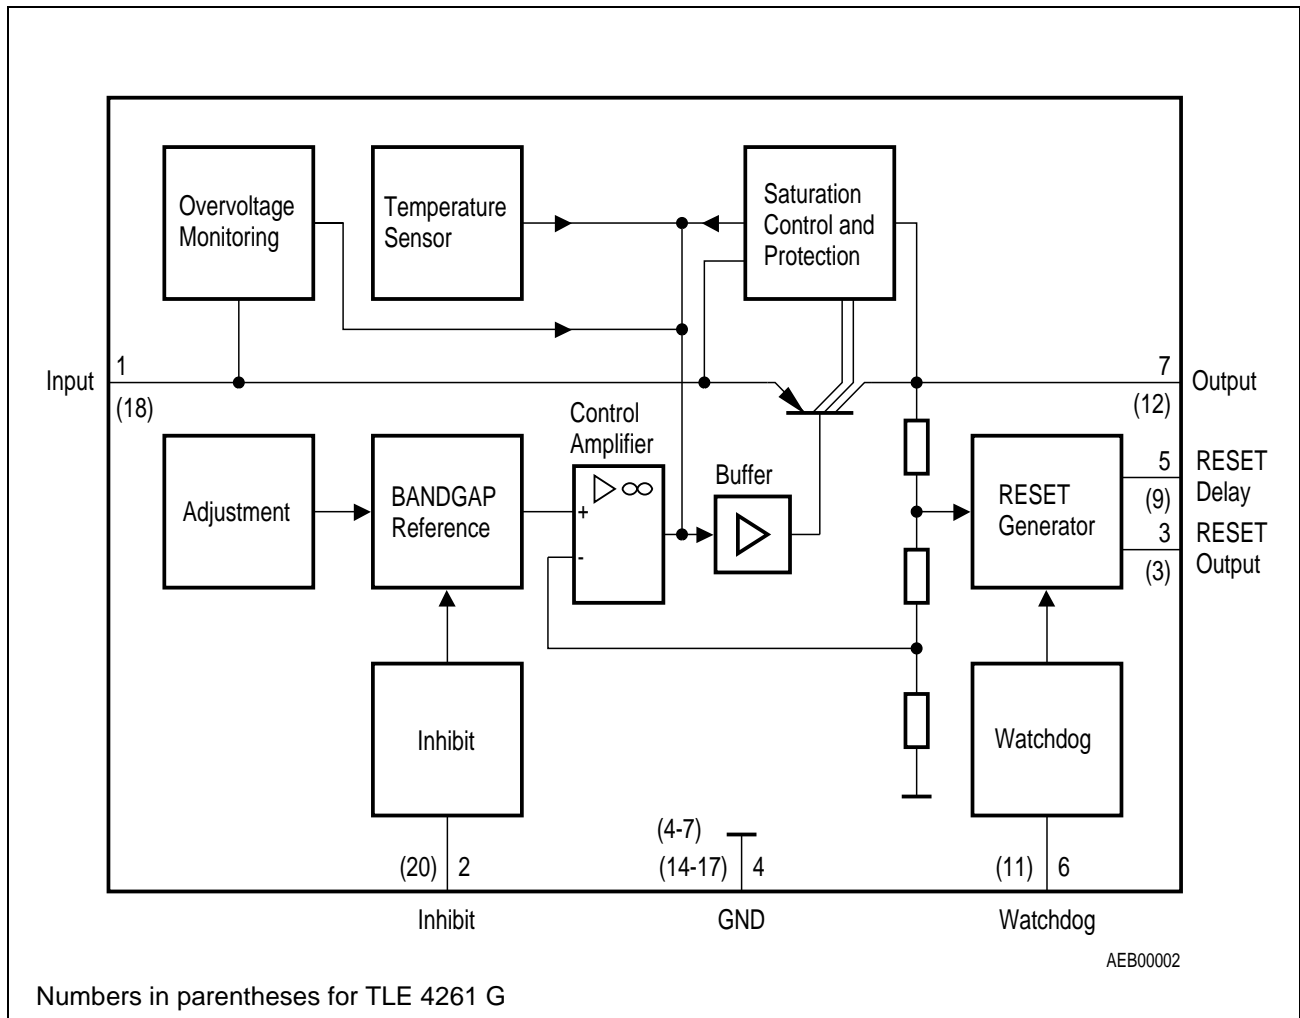 Overvoltage
Monitoring
Temperature
Sensor
Saturation
Control and
Protection
Input
1
(18)
7
(12)
Output
Control
Amplifier
Adjustment
BANDGAP
Reference
▷ ∞
+
-
Buffer
RESET
Generator
5
(9)
RESET
Delay
3
(3)
RESET
Output
Inhibit
Watchdog
(20) 2
(4-7)
(14-17) 4
(11) 6
Inhibit
GND
Watchdog
AEB00002
Numbers in parentheses for TLE 4261 G